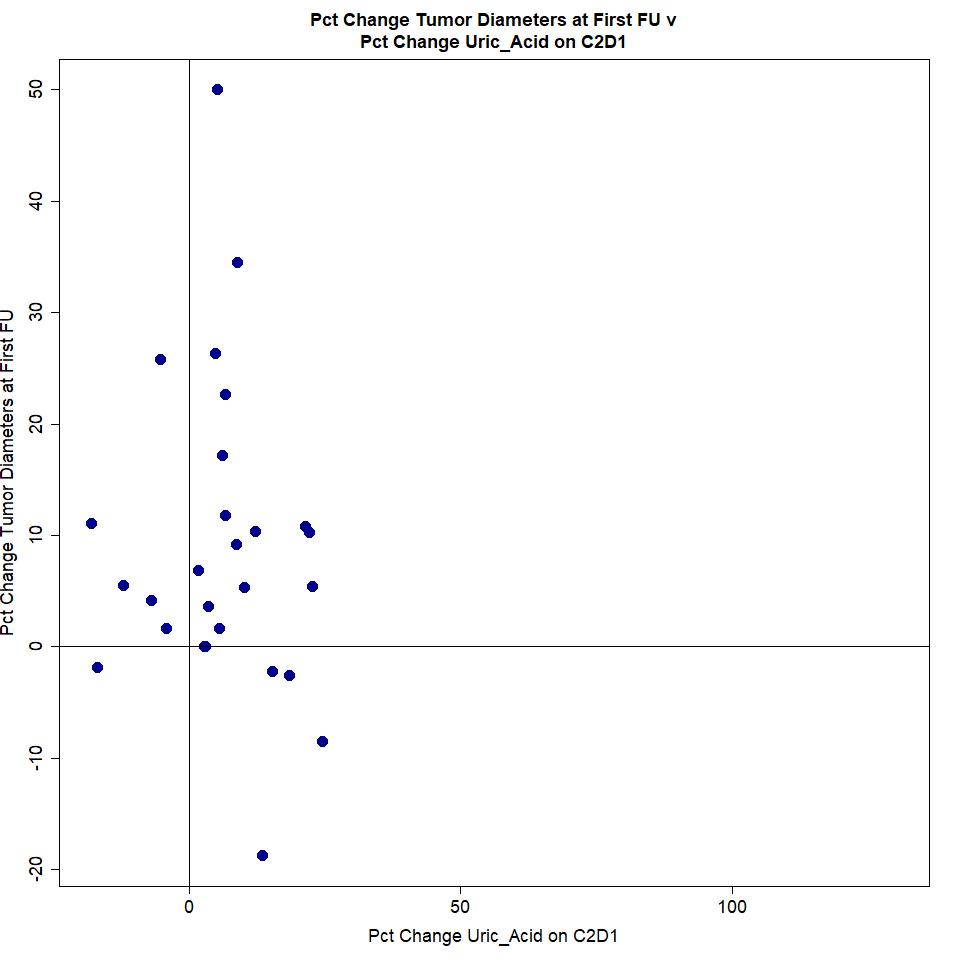 Pct Change Tumor Diameters at First FU v
Pct Change Uric_Acid on C2D1
Pct Change Tumor Diameters at First FU
50
40
30
20
10
0
-10
-20
0 50 100
Pct Change Uric_Acid on C2D1